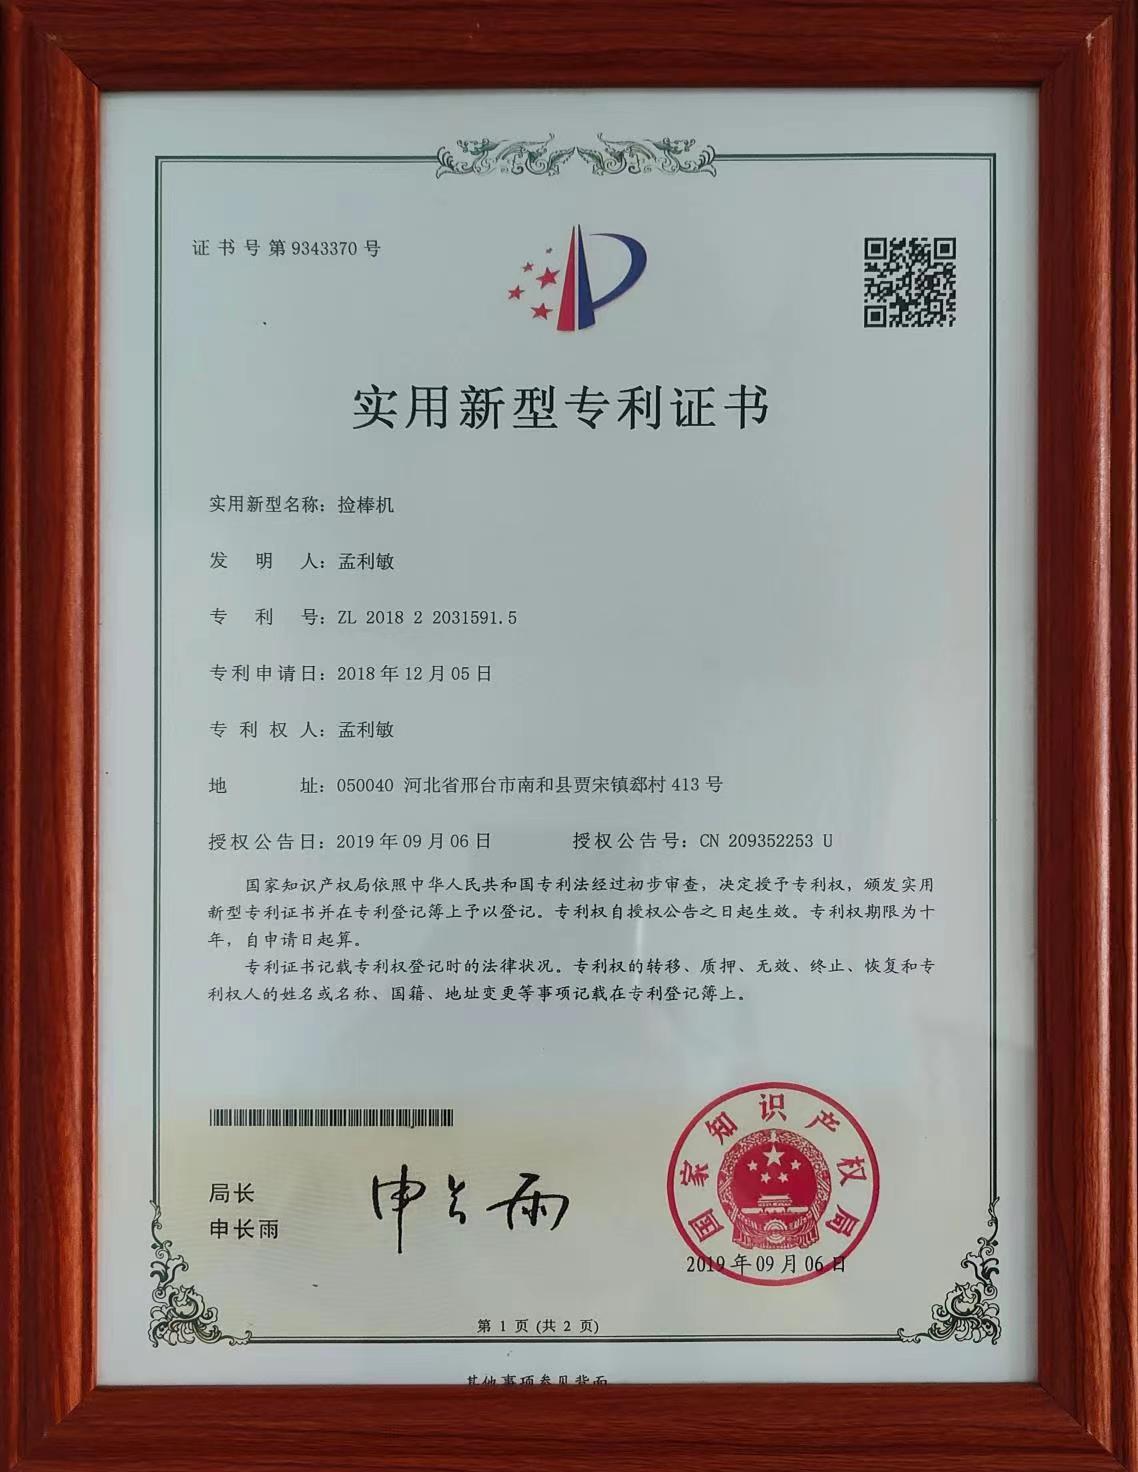 证书号第9343370号
实用新型专利证书
实用新型名称：捡棒机
发明人：孟利敏
专利号：ZL 2018 2 2031591.5
专利申请日：2018年12月05日
专利权人：孟利敏
地址：050040 河北省邢台市南和县贾宋镇郄村413号
授权公告日：2019年09月06日 授权公告号：CN 209352253 U
国家知识产权局依照中华人民共和国专利法经过初步审查，决定授予专利权，颁发实用
新型专利证书并在专利登记簿上予以登记。专利权自授权公告之日起生效。专利权期限为十
年，自申请日起算。
专利证书记载专利权登记时的法律状况。专利权的转移、质押、无效、终止、恢复和专
利权人的姓名或名称、国籍、地址变更等事项记载在专利登记簿上。
局长
申长雨
申长雨
国家知识产权局
2019年09月06日
第 1 页 (共 2 页)
其他事项参见背面